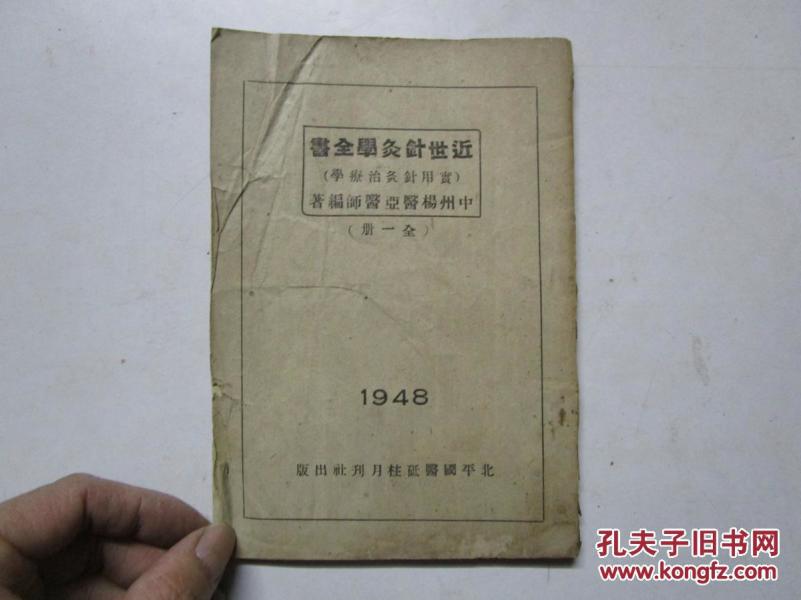 近世針灸學全書
(實用針灸治療學)
中州楊醫亞醫師編著
(全一册)
1948
北平國醫砥柱月刊社出版
孔夫子旧书网
www.kongfz.com